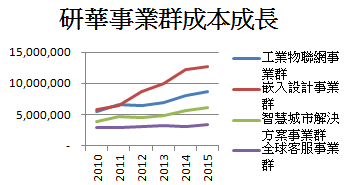 研華事業群成本成長
15,000,000
10,000,000
5,000,000
-
2010
2011
2012
2013
2014
2015
工業物聯網事
業群
嵌入設計事業
群
智慧城市解決
方案事業群
全球客服事業
群